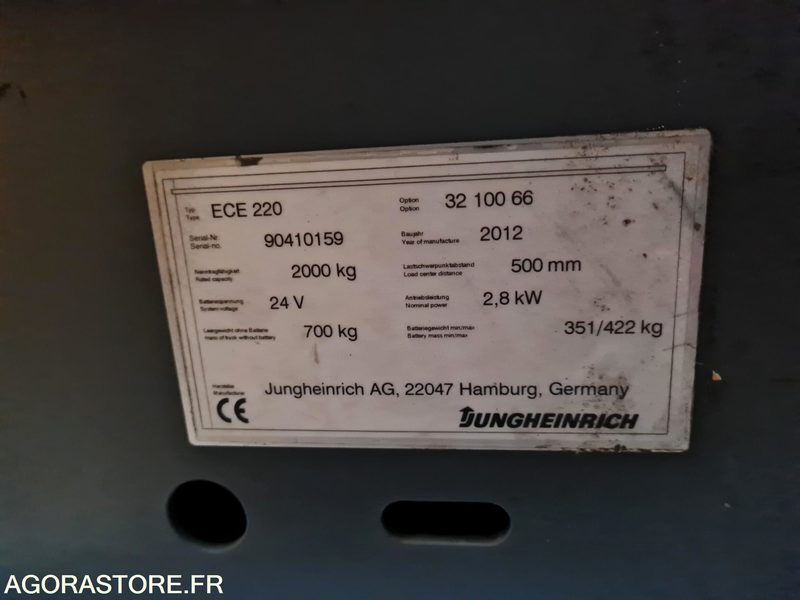 Typ ECE 220 Option 32 100 66
Type Option
Serial-Nr. 90410159 Baujahr 2012
Serial-no. Year of manufacture
Nenntragfähigkeit 2000 kg Lastschwerpunktabstand 500 mm
Rated capacity Load center distance
Batteriespannung 24 V Antriebsleistung 2,8 kW
System voltage Nominal power
Leergewicht ohne Batterie 700 kg Batteriegewicht min/max 351/422 kg
mass of truck without battery Battery mass min/max
Hersteller Jungheinrich AG, 22047 Hamburg, Germany
Manufacturer
CE JUNGHEINRICH
AGORASTORE.FR